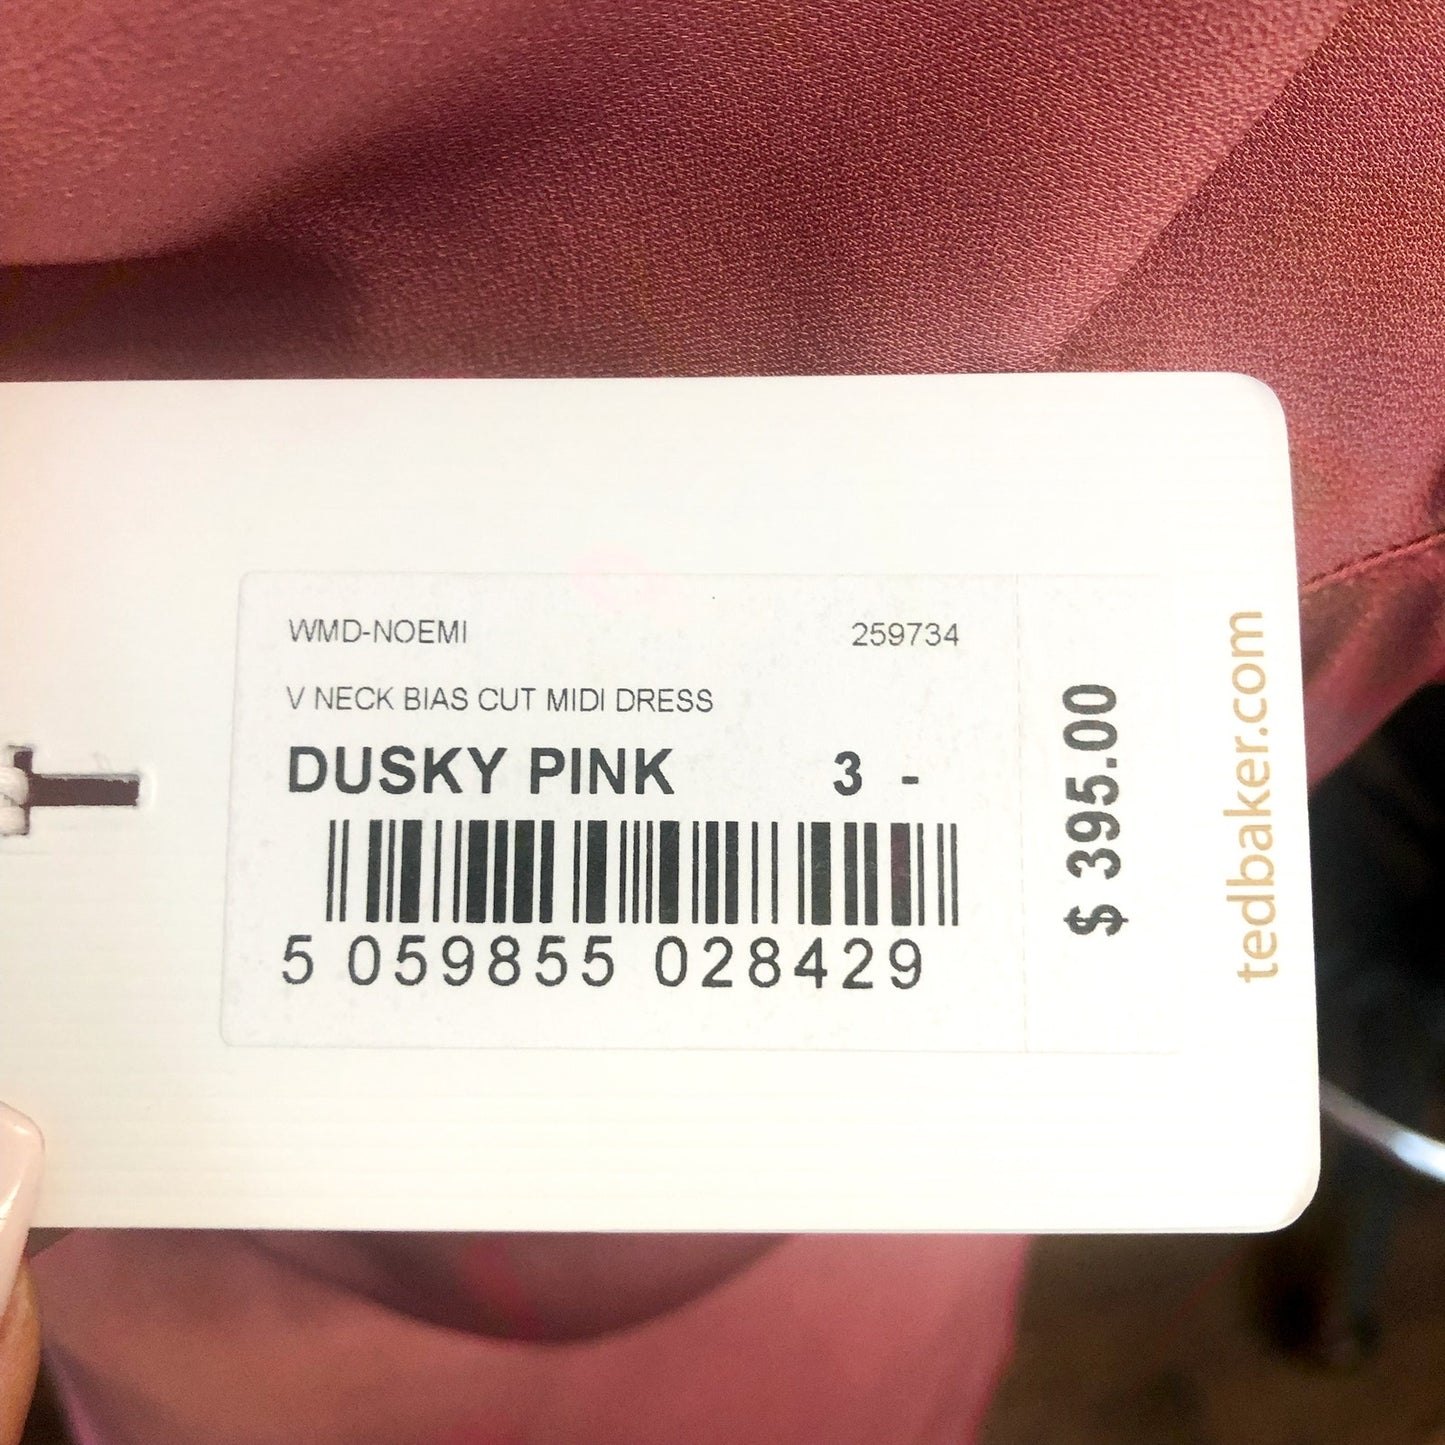 WMD-NOEMI 259734
V NECK BIAS CUT MIDI DRESS
DUSKY PINK 3 -
5 059855 028429
$ 395.00
tedbaker.com